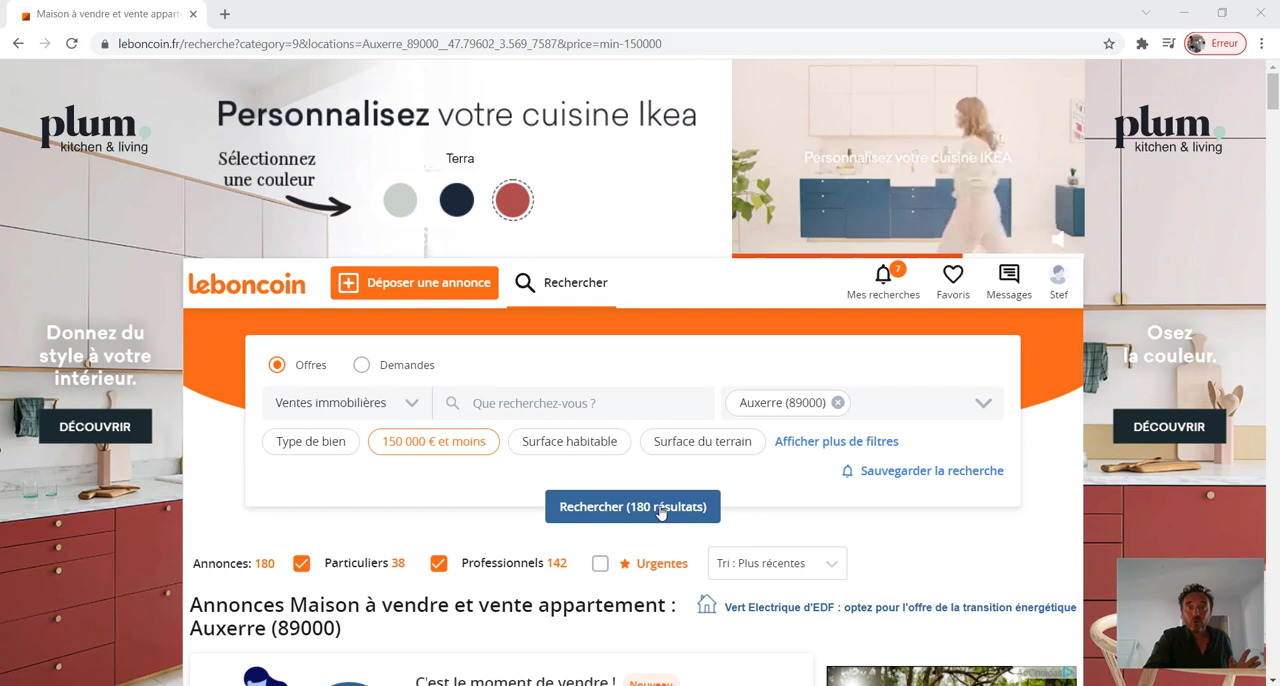 Maison à vendre et vente appart
leboncoin.fr/recherche?category=9&locations=Auxerre_89000__47.79602_3.569_7587&price=min-150000
Erreur
plum
kitchen & living
Personnalisez votre cuisine Ikea
Sélectionnez
une couleur
Terra
Personnalisez votre cuisine IKEA
plum
kitchen & living
leboncoin
Déposer une annonce
Rechercher
7
Mes recherches
Favoris
Messages
Stef
Donnez du
style à votre
intérieur.
DÉCOUVRIR
Osez
la couleur.
DÉCOUVRIR
Offres
Demandes
Ventes immobilières
Que recherchez-vous ?
Auxerre (89000)
Type de bien
150 000 € et moins
Surface habitable
Surface du terrain
Afficher plus de filtres
Sauvegarder la recherche
Rechercher (180 résultats)
Annonces: 180
Particuliers 38
Professionnels 142
Urgentes
Tri : Plus récentes
Annonces Maison à vendre et vente appartement :
Auxerre (89000)
Vert Electrique d'EDF : optez pour l'offre de la transition énergétique
C'est le moment de vendre !
Nouveau